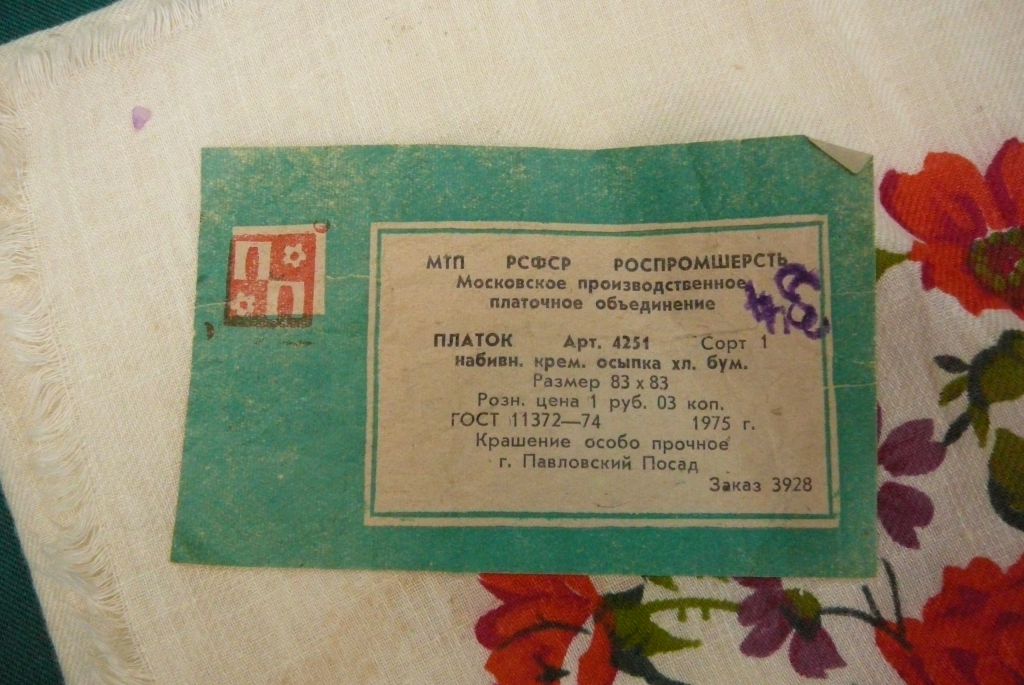 МТП РСФСР РОСПРОМШЕРСТЬ
Московское производственное
платочное объединение
ПЛАТОК Арт. 4251 Сорт 1
набивн. крем. осыпка хл. бум.
Размер 83 х 83
Розн. цена 1 руб. 03 коп.
ГОСТ 11372—74 1975 г.
Крашение особо прочное
г. Павловский Посад
Заказ 3928